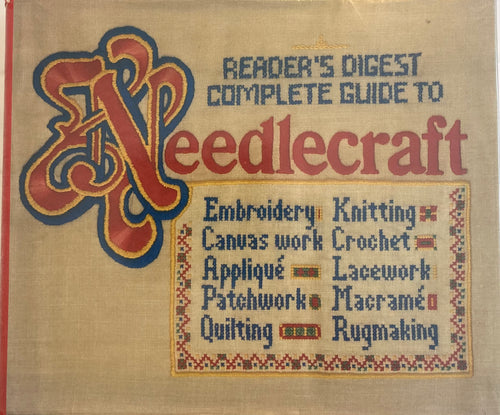 READER'S DIGEST
COMPLETE GUIDE TO
Needlecraft
Embroidery Knitting
Canvas work Crochet
Appliqué Lacework
Patchwork Macramé
Quilting Rugmaking